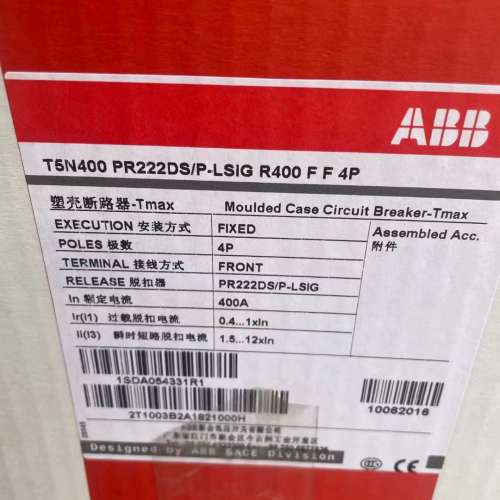 ABB
T5N400 PR222DS/P-LSIG R400 F F 4P
塑壳断路器-Tmax Moulded Case Circuit Breaker-Tmax
EXECUTION 安装方式 FIXED Assembled Acc.
POLES 极数 4P 附件
TERMINAL 接线方式 FRONT
RELEASE 脱扣器 PR222DS/P-LSIG
In 额定电流 400A
Ir(I1) 过载脱扣电流 0.4...1xIn
Ii(I3) 瞬时短路脱扣电流 1.5...12xIn
1SDA054331R1
2T1003B2A1821000H
10062016
Designed by ABB SACE Division
CCC CE